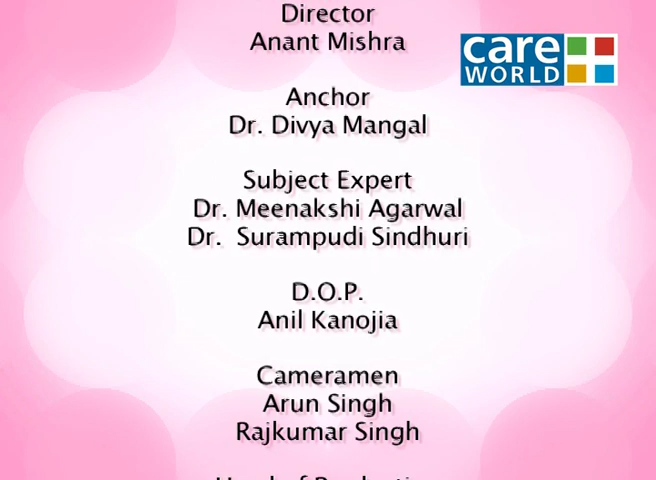 Director
Anant Mishra
care
WORLD
Anchor
Dr. Divya Mangal
Subject Expert
Dr. Meenakshi Agarwal
Dr. Surampudi Sindhuri
D.O.P.
Anil Kanojia
Cameramen
Arun Singh
Rajkumar Singh